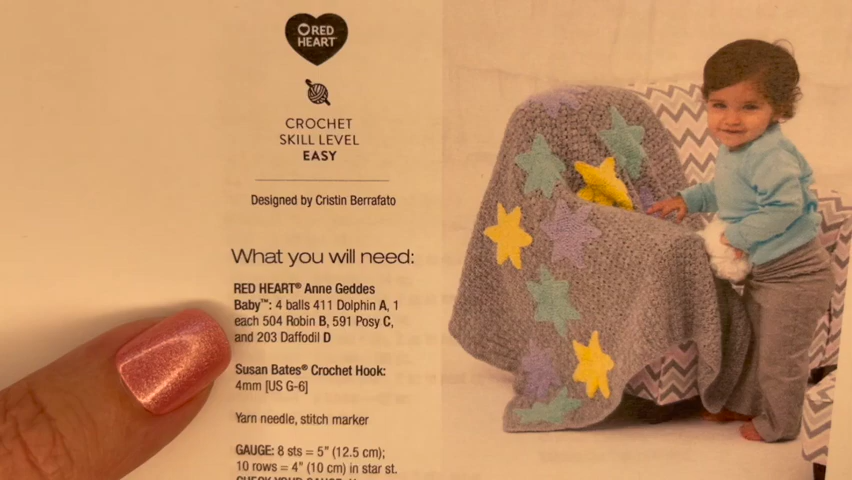 RED
HEART
CROCHET
SKILL LEVEL
EASY
Designed by Cristin Berrafato
What you will need:
RED HEART® Anne Geddes
Baby™: 4 balls 411 Dolphin A, 1
each 504 Robin B, 591 Posy C,
and 203 Daffodil D
Susan Bates® Crochet Hook:
4mm [US G-6]
Yarn needle, stitch marker
GAUGE: 8 sts = 5" (12.5 cm);
10 rows = 4" (10 cm) in star st.